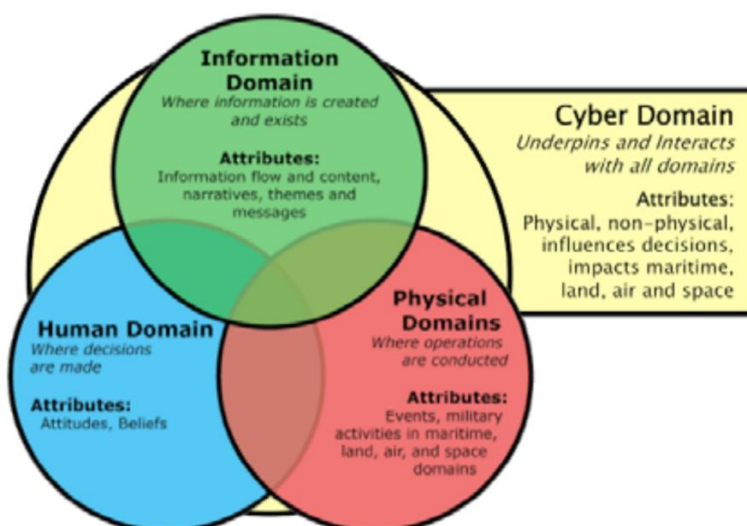 Information
Domain
Where information is created
and exists
Attributes:
Information flow and content,
narratives, themes and
messages
Cyber Domain
Underpins and Interacts
with all domains
Attributes:
Physical, non-physical,
influences decisions,
impacts maritime,
land, air and space
Human Domain
Where decisions
are made
Attributes:
Attitudes, Beliefs
Physical
Domains
Where operations
are conducted
Attributes:
Events, military
activities in maritime,
land, air, and space
domains